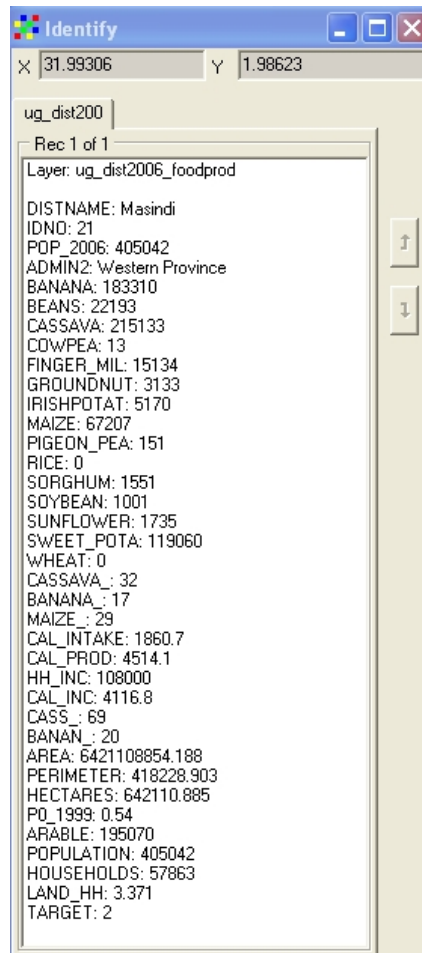 Identify
X 31.99306 Y 1.98623
ug_dist200
Rec 1 of 1
Layer: ug_dist2006_foodprod
DISTNAME: Masindi
IDNO: 21
POP_2006: 405042
ADMIN2: Western Province
BANANA: 183310
BEANS: 22193
CASSAVA: 215133
COWPEA: 13
FINGER_MIL: 15134
GROUNDNUT: 3133
IRISHPOTAT: 5170
MAIZE: 67207
PIGEON_PEA: 151
RICE: 0
SORGHUM: 1551
SOYBEAN: 1001
SUNFLOWER: 1735
SWEET_POTA: 119060
WHEAT: 0
CASSAVA_: 32
BANANA_: 17
MAIZE_: 29
CAL_INTAKE: 1860.7
CAL_PROD: 4514.1
HH_INC: 108000
CAL_INC: 4116.8
CASS_: 69
BANAN_: 20
AREA: 6421108854.188
PERIMETER: 418228.903
HECTARES: 642110.885
P0_1999: 0.54
ARABLE: 195070
POPULATION: 405042
HOUSEHOLDS: 57863
LAND_HH: 3.371
TARGET: 2